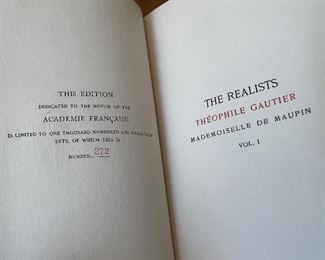 THIS EDITION
DEDICATED TO THE HONOR OF THE
ACADÉMIE FRANÇAISE
IS LIMITED TO ONE THOUSAND NUMBERED AND REGISTERED
SETS, OF WHICH THIS IS
NUMBER 272
THE REALISTS
THÉOPHILE GAUTIER
MADEMOISELLE DE MAUPIN
VOL. I